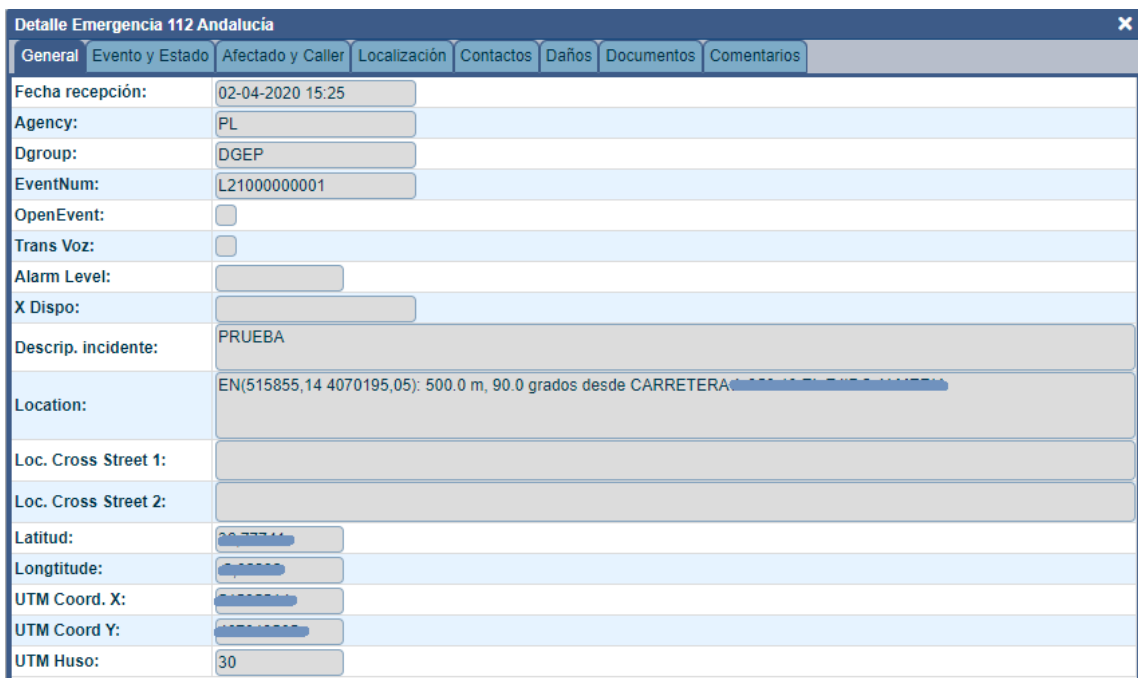 Detalle Emergencia 112 Andalucía
General Evento y Estado Afectado y Caller Localización Contactos Daños Documentos Comentarios
Fecha recepción: 02-04-2020 15:25
Agency: PL
Dgroup: DGEP
EventNum: L21000000001
OpenEvent:
Trans Voz:
Alarm Level:
X Dispo:
Descrip. incidente: PRUEBA
Location: EN(515855,14 4070195,05): 500.0 m, 90.0 grados desde CARRETERA
Loc. Cross Street 1:
Loc. Cross Street 2:
Latitud:
Longtitude:
UTM Coord. X:
UTM Coord Y:
UTM Huso: 30